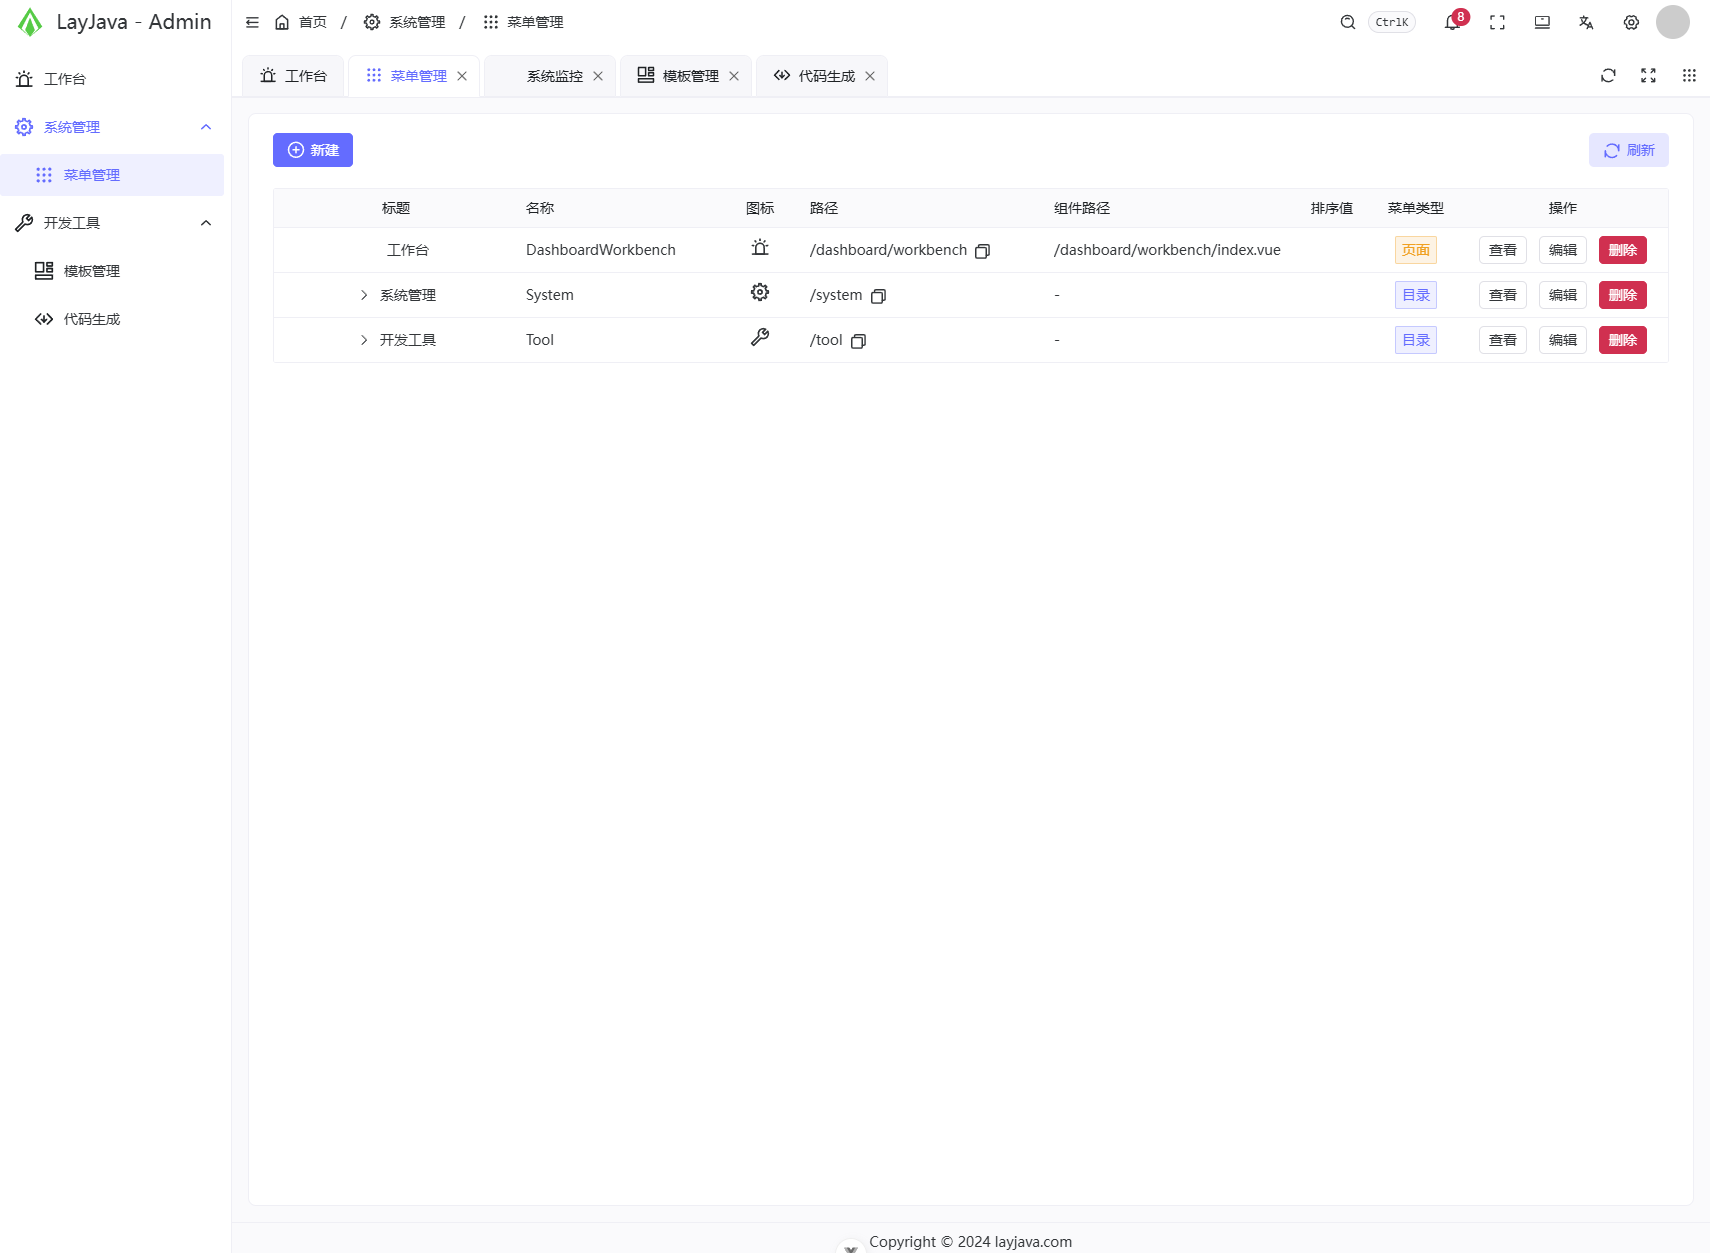 LayJava - Admin
首页 / 系统管理 / 菜单管理
CtrlK
8
工作台
系统管理
菜单管理
开发工具
模板管理
代码生成
工作台 菜单管理 系统监控 模板管理 代码生成
新建
刷新
标题 名称 图标 路径 组件路径 排序值 菜单类型 操作
工作台 DashboardWorkbench /dashboard/workbench /dashboard/workbench/index.vue 页面 查看 编辑 删除
系统管理 System /system - 目录 查看 编辑 删除
开发工具 Tool /tool - 目录 查看 编辑 删除
Copyright © 2024 layjava.com